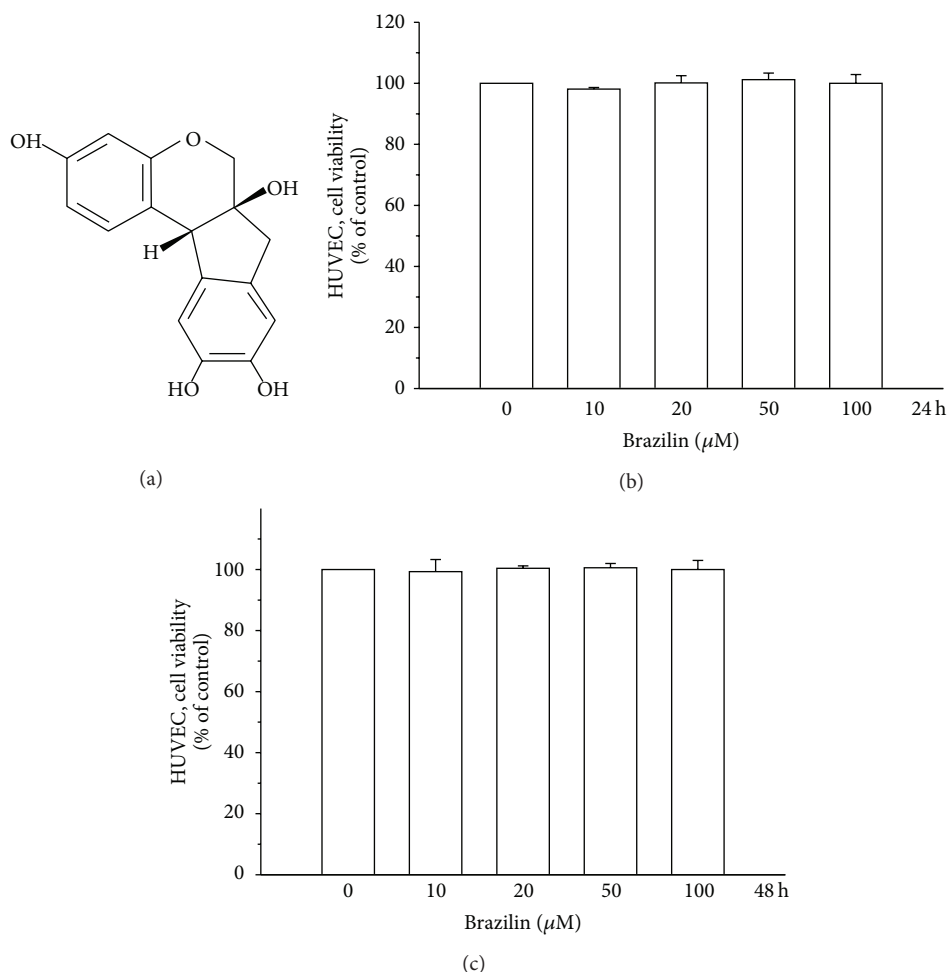 OH
O
OH
H
HO
OH
(a)
HUVEC, cell viability
(% of control)
120
100
80
60
40
20
0
0 10 20 50 100 24 h
Brazilin (μM)
(b)
HUVEC, cell viability
(% of control)
100
80
60
40
20
0
0 10 20 50 100 48 h
Brazilin (μM)
(c)